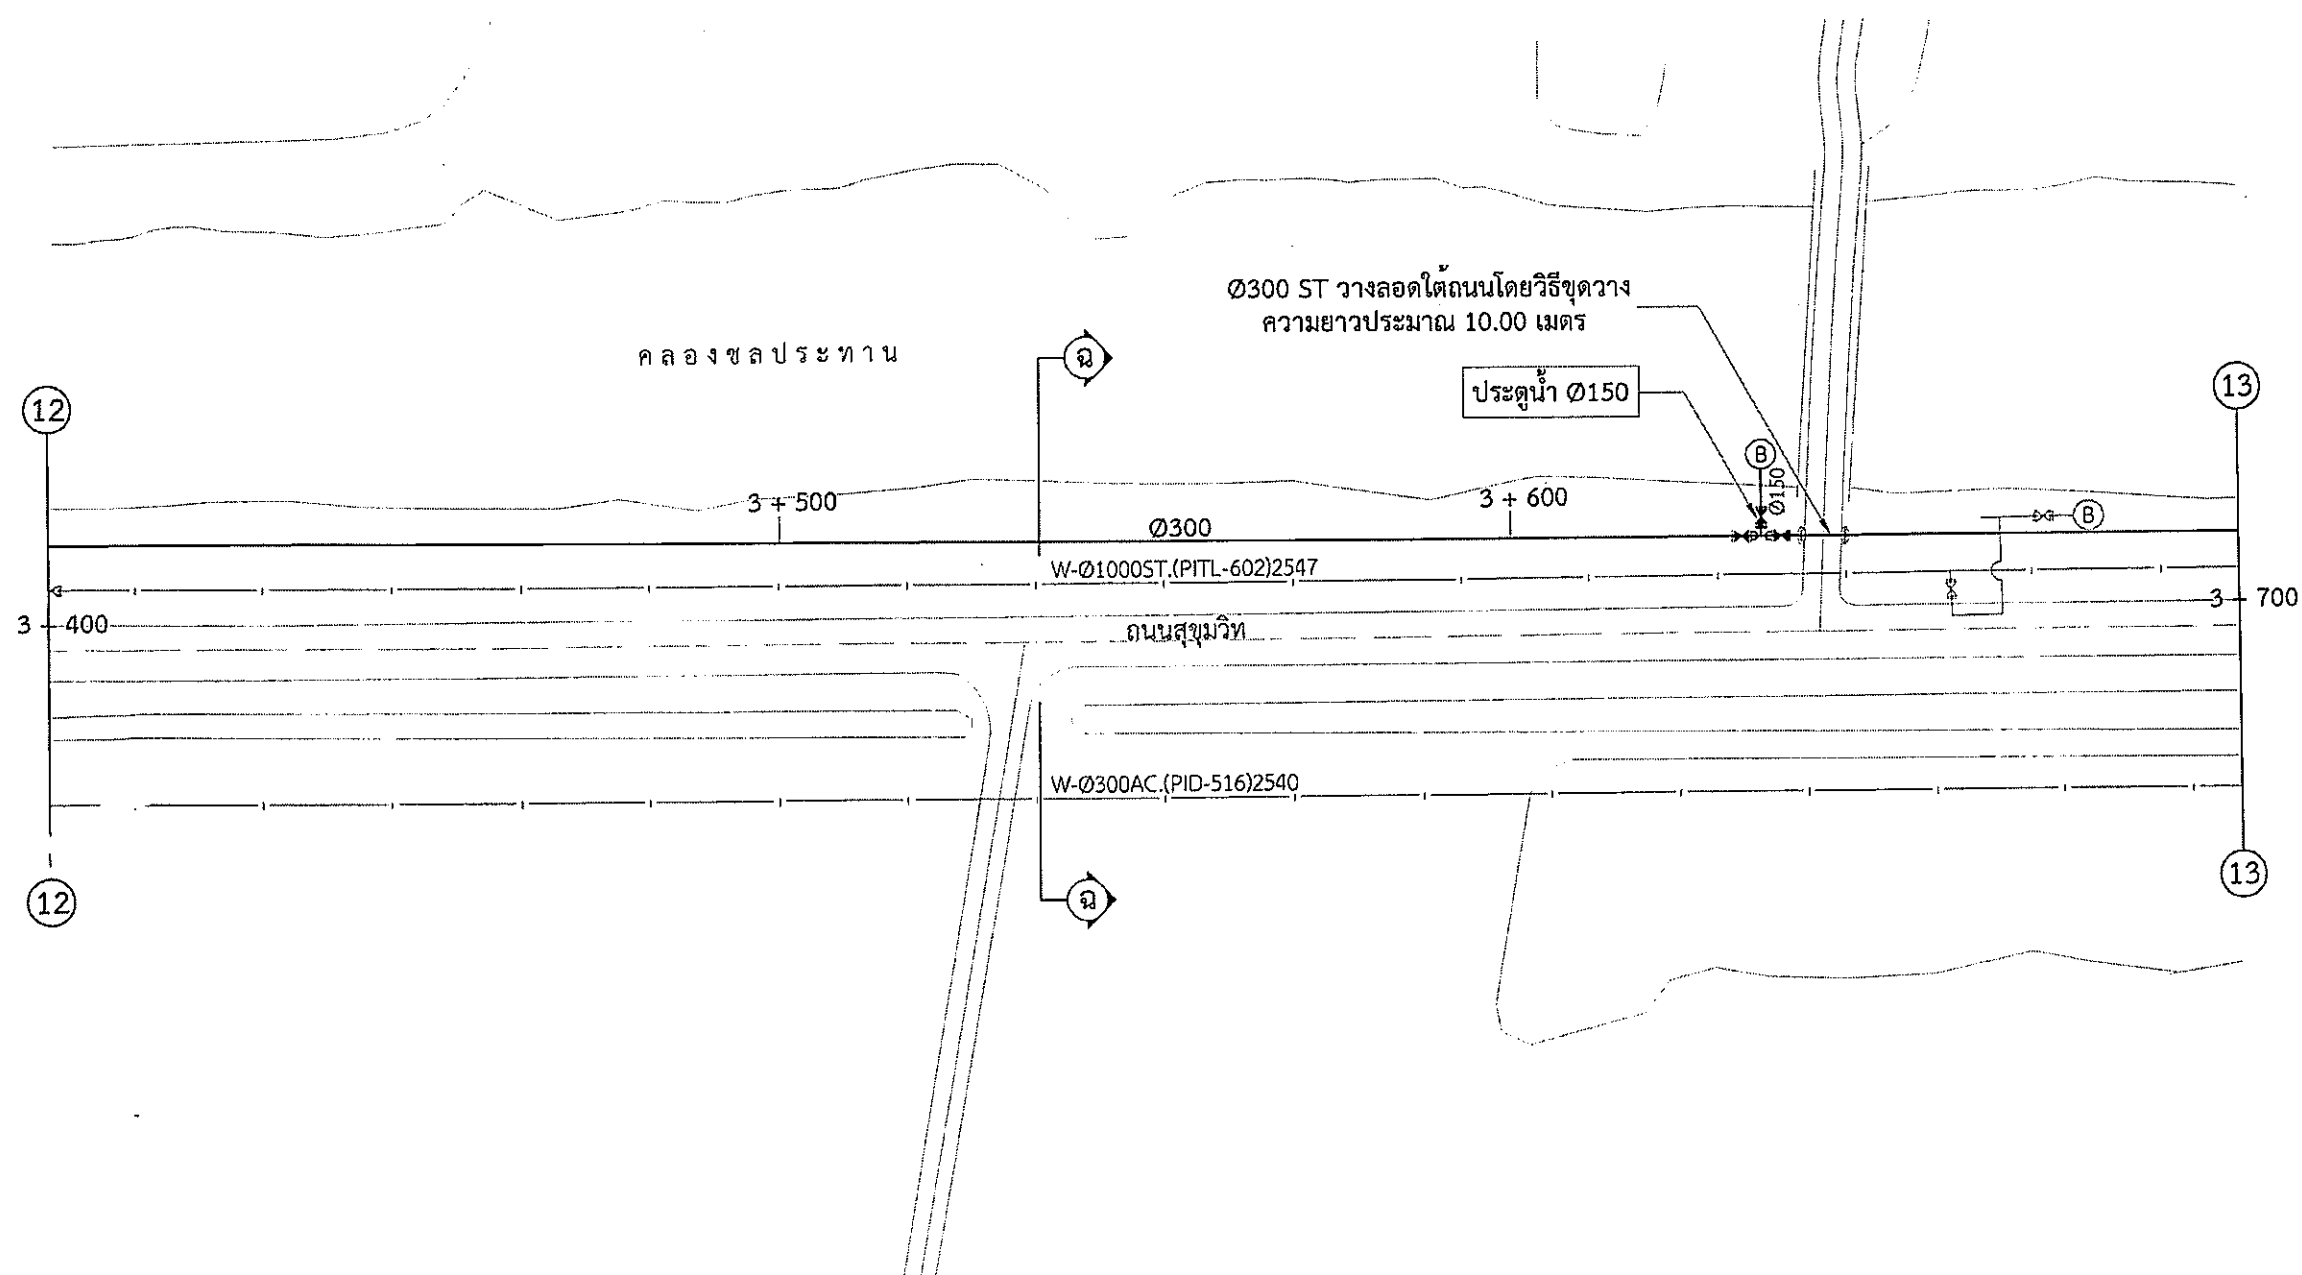 Ø300 ST วางลอดใต้ถนนโดยวิธีขุดวาง
ความยาวประมาณ 10.00 เมตร
คลองชลประทาน
ฉ
ประตูน้ำ Ø150
12
13
B
Ø150
3 + 500
3 + 600
Ø300
B
W-Ø1000ST.(PITL-602)2547
3 + 400
3 + 700
ถนนสุขุมวิท
W-Ø300AC.(PID-516)2540
12
ฉ
13